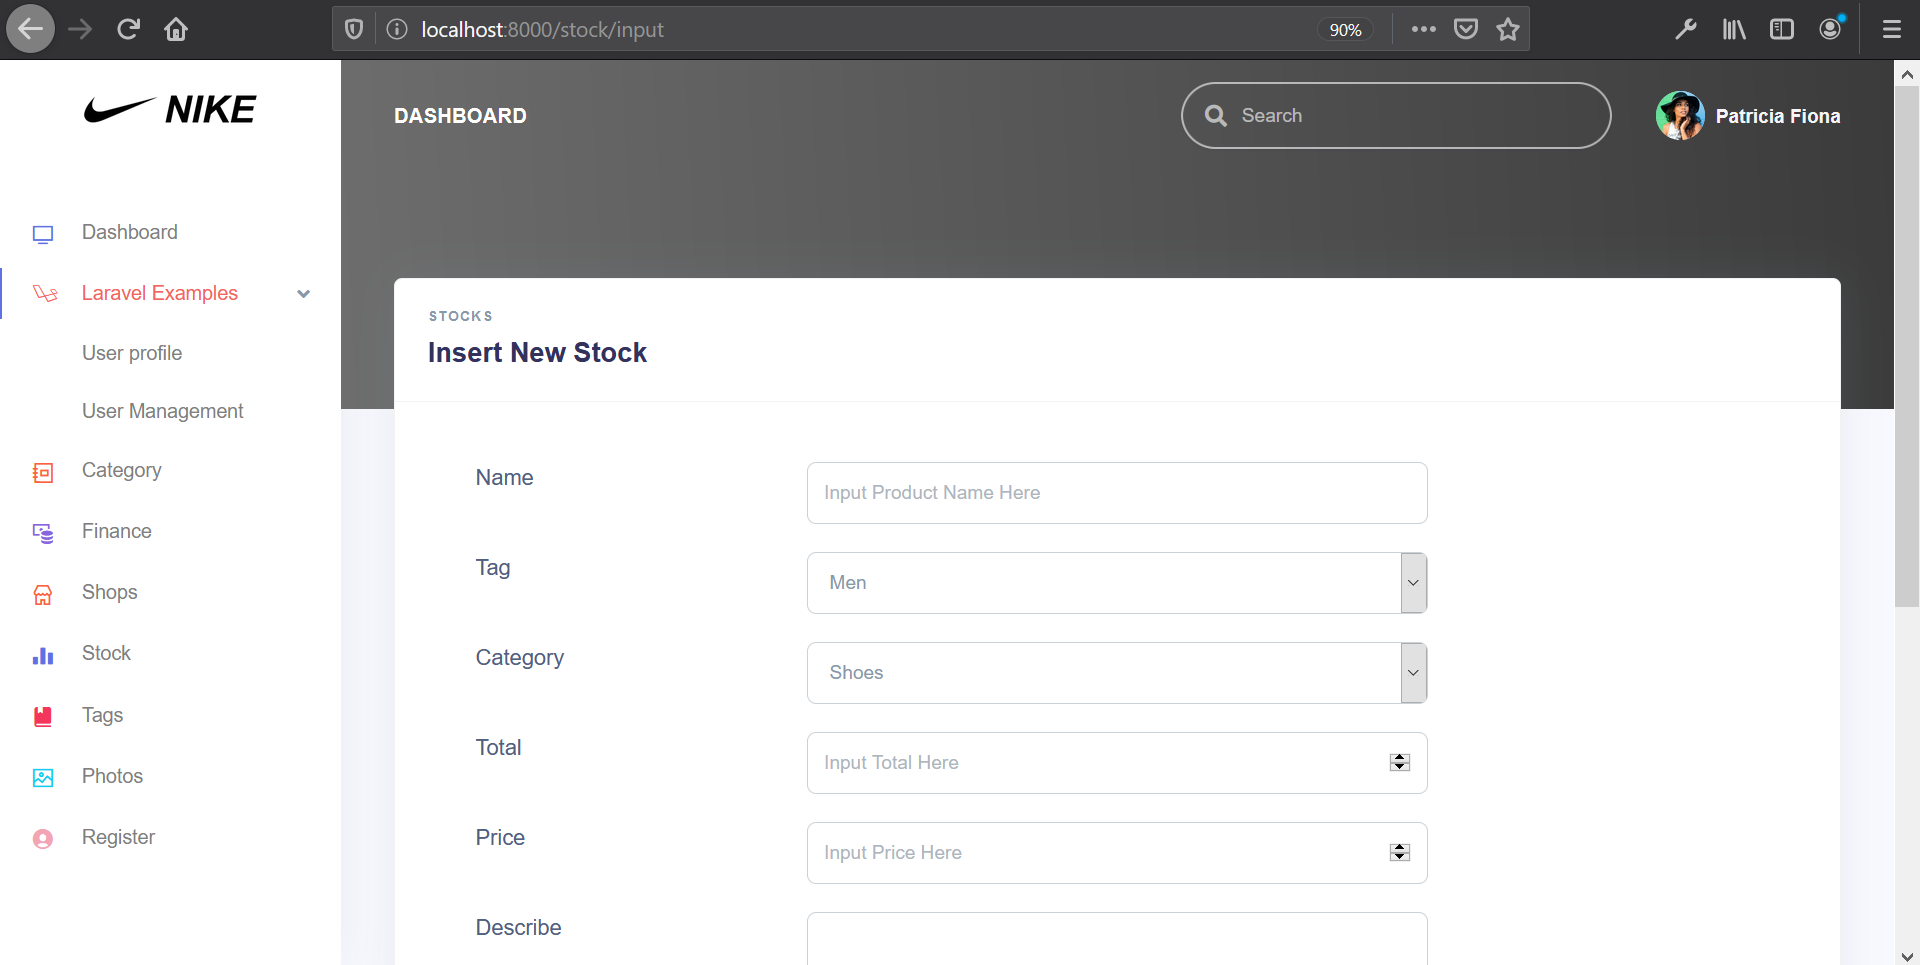 localhost:8000/stock/input
90%
NIKE
DASHBOARD
Search
Patricia Fiona
Dashboard
Laravel Examples
User profile
User Management
Category
Finance
Shops
Stock
Tags
Photos
Register
STOCKS
Insert New Stock
Name
Input Product Name Here
Tag
Men
Category
Shoes
Total
Input Total Here
Price
Input Price Here
Describe